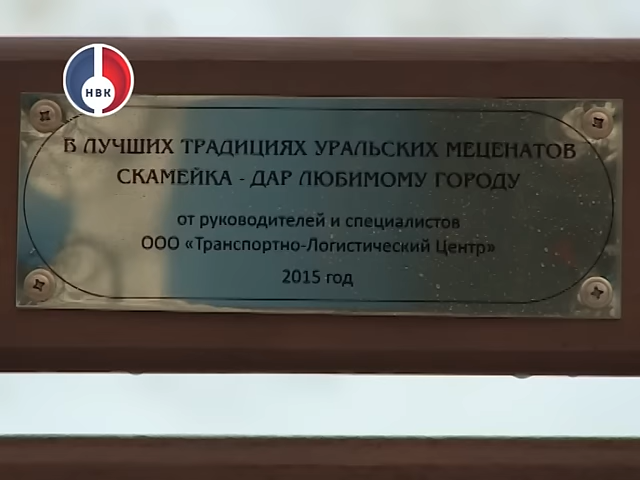 НВК
В ЛУЧШИХ ТРАДИЦИЯХ УРАЛЬСКИХ МЕЦЕНАТОВ
СКАМЕЙКА - ДАР ЛЮБИМОМУ ГОРОДУ
от руководителей и специалистов
ООО «Транспортно-Логистический Центр»
2015 год